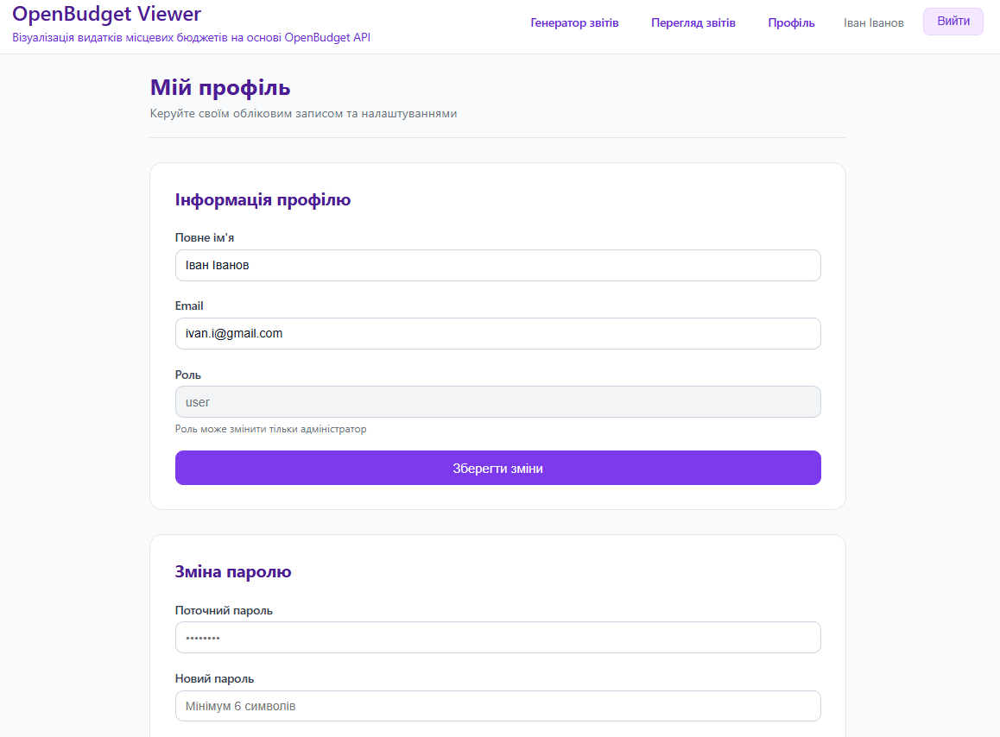 OpenBudget Viewer
Візуалізація видатків місцевих бюджетів на основі OpenBudget API
Генератор звітів
Перегляд звітів
Профіль
Іван Іванов
Вийти
Мій профіль
Керуйте своїм обліковим записом та налаштуваннями
Інформація профілю
Повне ім'я
Іван Іванов
Email
ivan.i@gmail.com
Роль
user
Роль може змінити тільки адміністратор
Зберегти зміни
Зміна паролю
Поточний пароль
••••••••
Новий пароль
Мінімум 6 символів